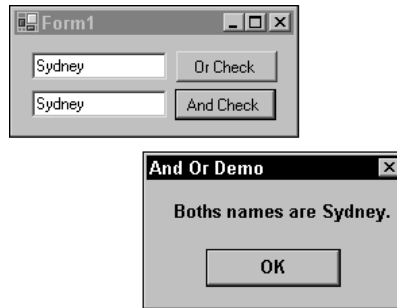 Form1
Sydney
Or Check
Sydney
And Check
And Or Demo
Boths names are Sydney.
OK